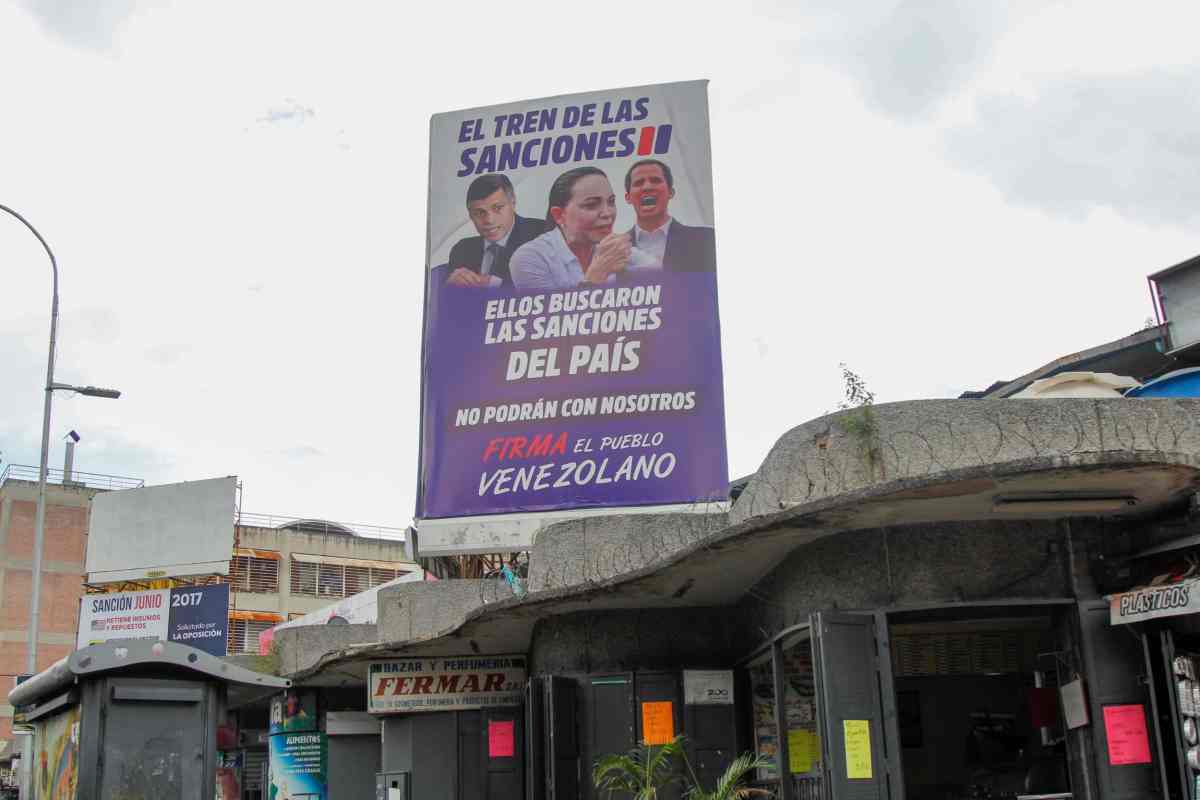 EL TREN DE LAS
SANCIONES
ELLOS BUSCARON
LAS SANCIONES
DEL PAÍS
NO PODRÁN CON NOSOTROS
FIRMA EL PUEBLO
VENEZOLANO
SANCIÓN JUNIO 2017
RETIENE INSUMOS
Y REPUESTOS
Solicitado por
LA OPOSICIÓN
BAZAR Y PERFUMERIA
FERMAR
PLASTICOS
ALIMENTOS